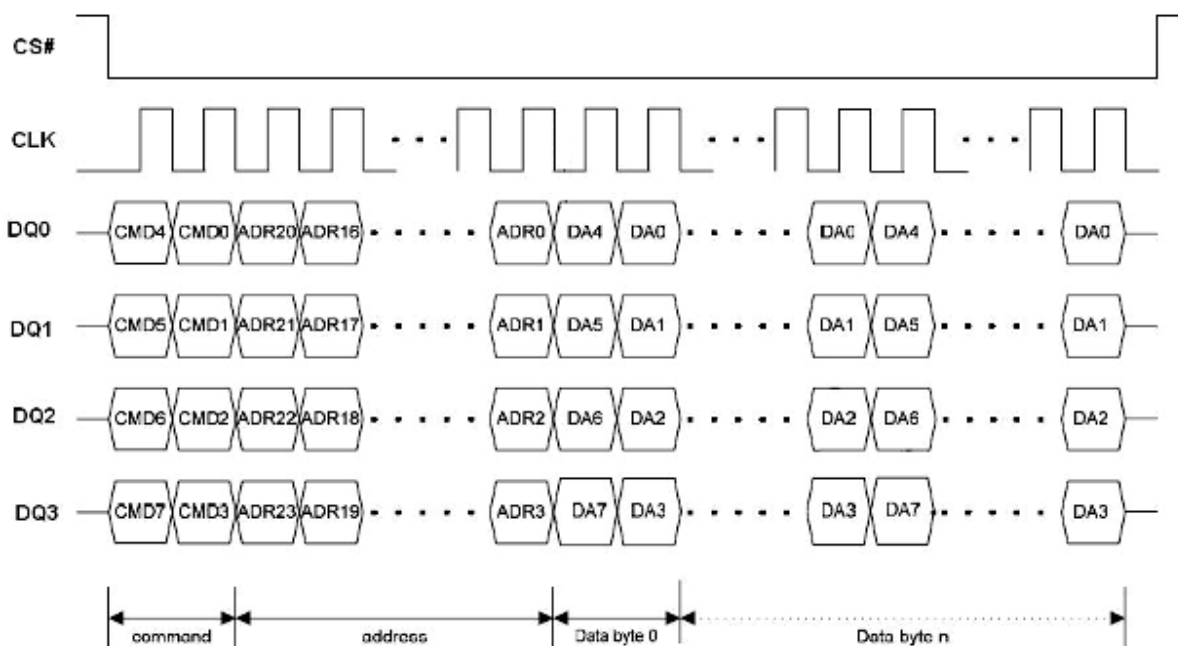 CS#
CLK
DQ0 CMD4 CMD0 ADR20 ADR16 ADR0 DA4 DA0 DA0 DA4 DA0
DQ1 CMD5 CMD1 ADR21 ADR17 ADR1 DA5 DA1 DA1 DA5 DA1
DQ2 CMD6 CMD2 ADR22 ADR18 ADR2 DA6 DA2 DA2 DA6 DA2
DQ3 CMD7 CMD3 ADR23 ADR19 ADR3 DA7 DA3 DA3 DA7 DA3
command address Data byte 0 Data byte n